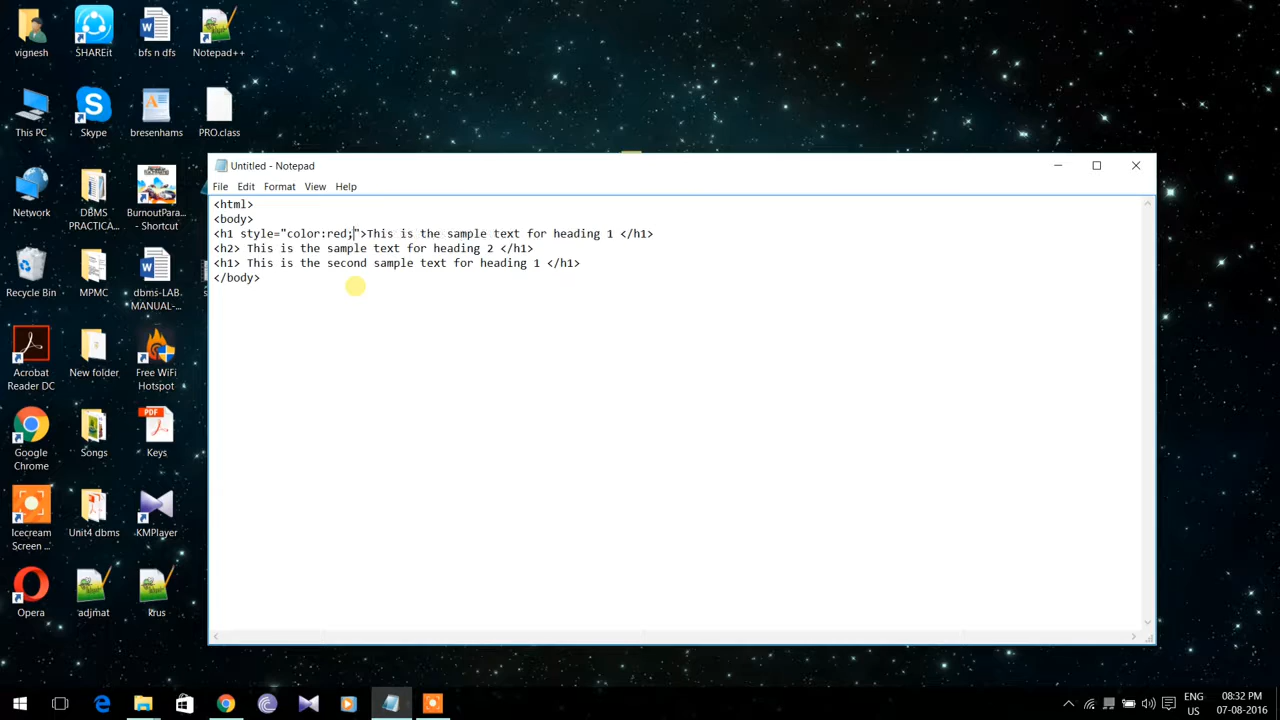 vignesh
SHAREit
bfs n dfs
Notepad++
This PC
Skype
bresenhams
PRO.class
Network
DBMS
PRACTICA...
BurnoutPara...
- Shortcut
Recycle Bin
MPMC
dbms-LAB
MANUAL-...
Acrobat
Reader DC
New folder
Free WiFi
Hotspot
Google
Chrome
Songs
PDF
Keys
Icecream
Screen ...
Unit4 dbms
KMPlayer
Opera
adjmat
krus
Untitled - Notepad
File Edit Format View Help
<html>
<body>
<h1 style="color:red;">This is the sample text for heading 1 </h1>
<h2> This is the sample text for heading 2 </h1>
<h1> This is the second sample text for heading 1 </h1>
</body>
ENG
US
08:32 PM
07-08-2016